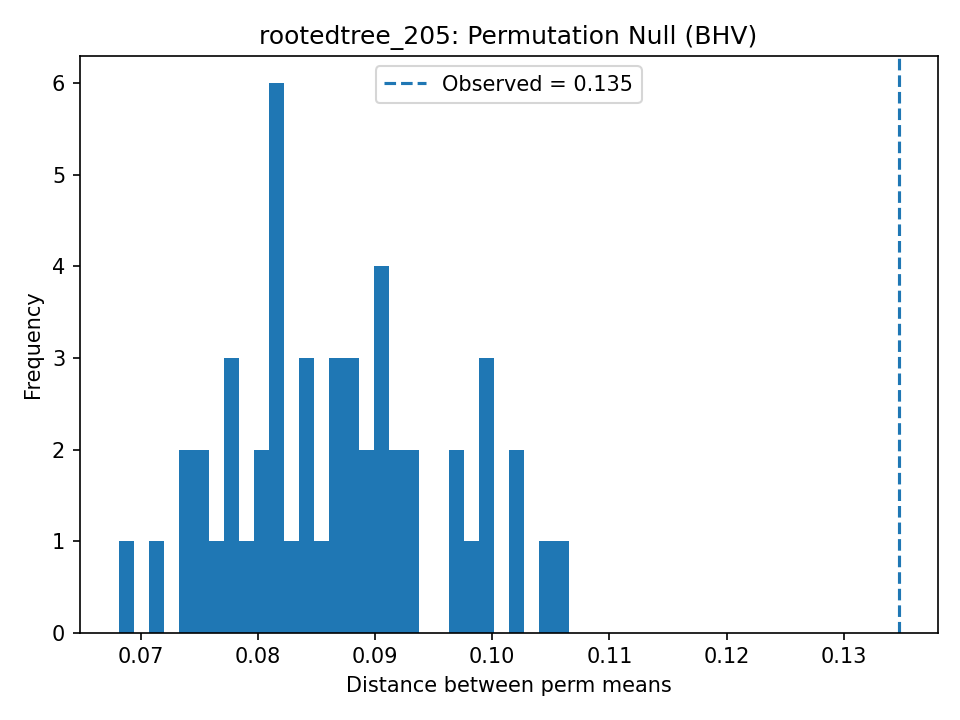 rootedtree_205: Permutation Null (BHV)
Observed = 0.135
6
5
4
3
2
1
0
Frequency
0.07 0.08 0.09 0.10 0.11 0.12 0.13
Distance between perm means